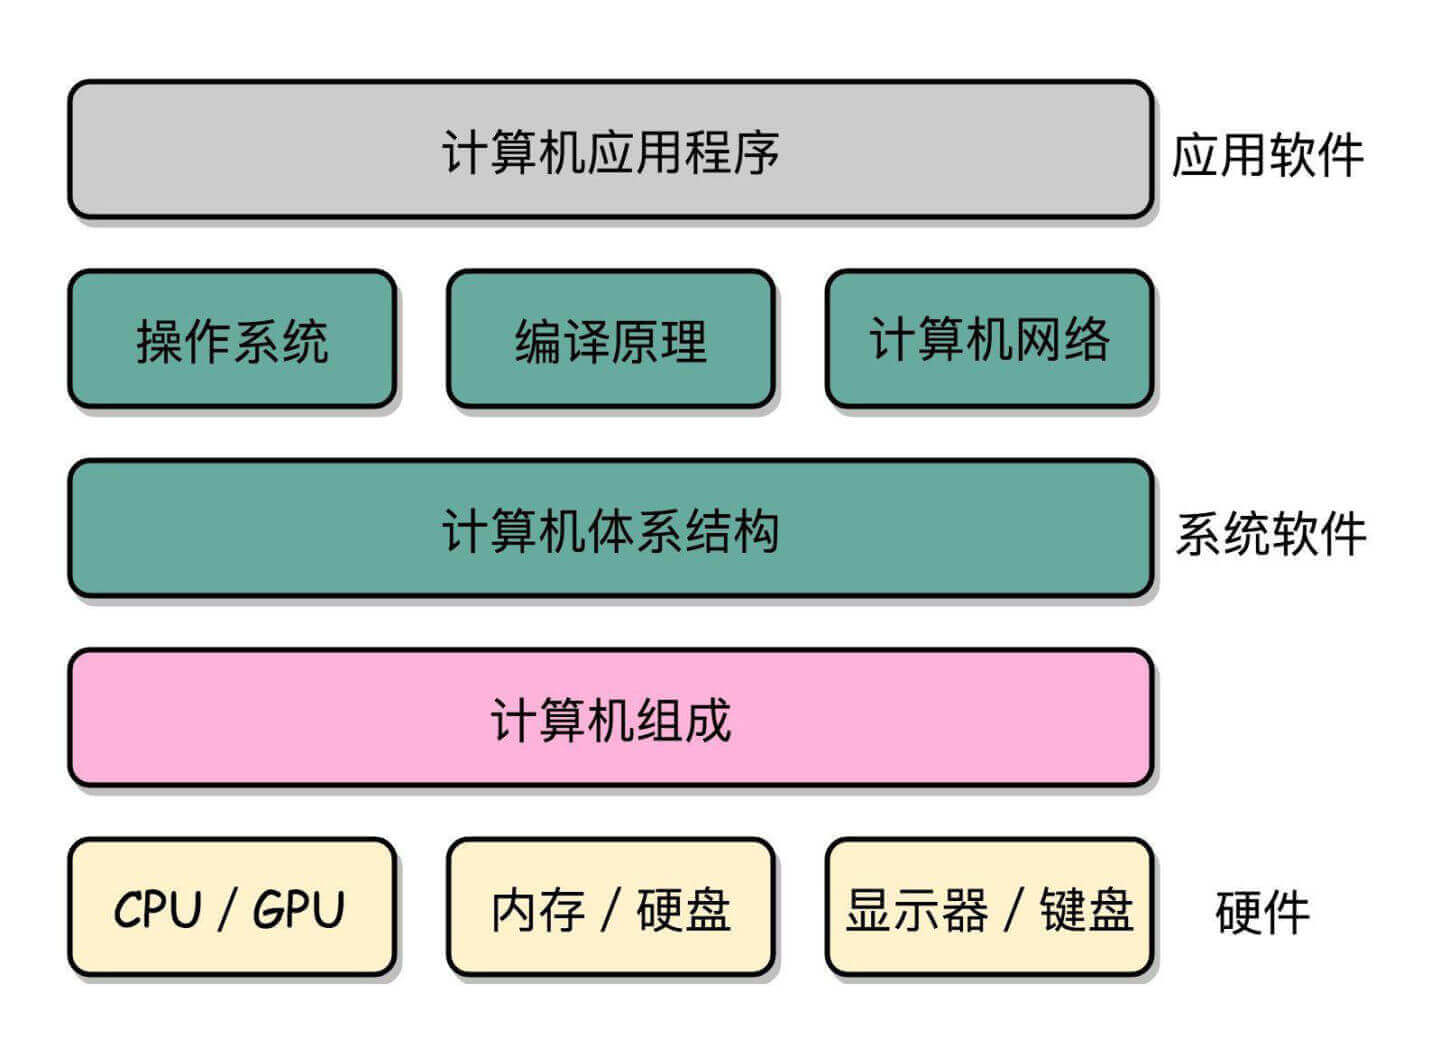 计算机应用程序
应用软件
操作系统
编译原理
计算机网络
计算机体系结构
系统软件
计算机组成
CPU / GPU
内存 / 硬盘
显示器 / 键盘
硬件